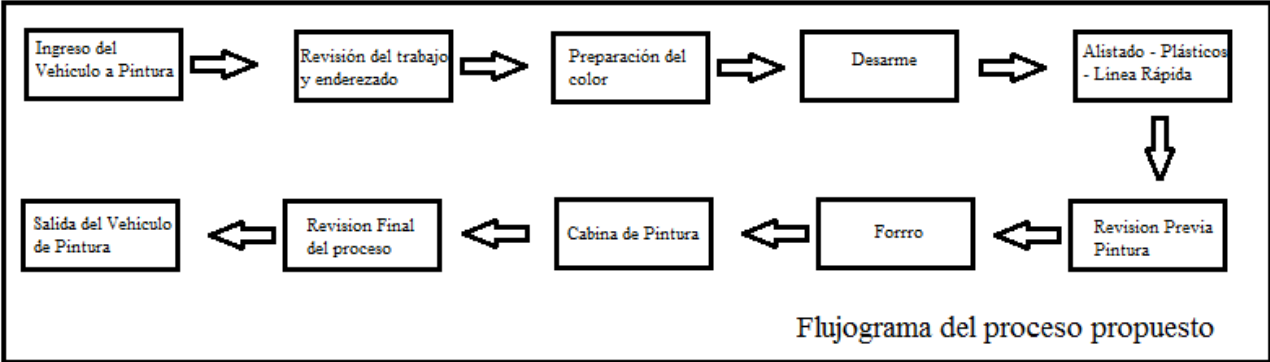 Ingreso del
Vehiculo a Pintura
Revisión del trabajo
y enderezado
Preparación del
color
Desarme
Alistado - Plásticos
- Línea Rápida
Revision Previa
Pintura
Forrro
Cabina de Pintura
Revision Final
del proceso
Salida del Vehiculo
de Pintura
Flujograma del proceso propuesto